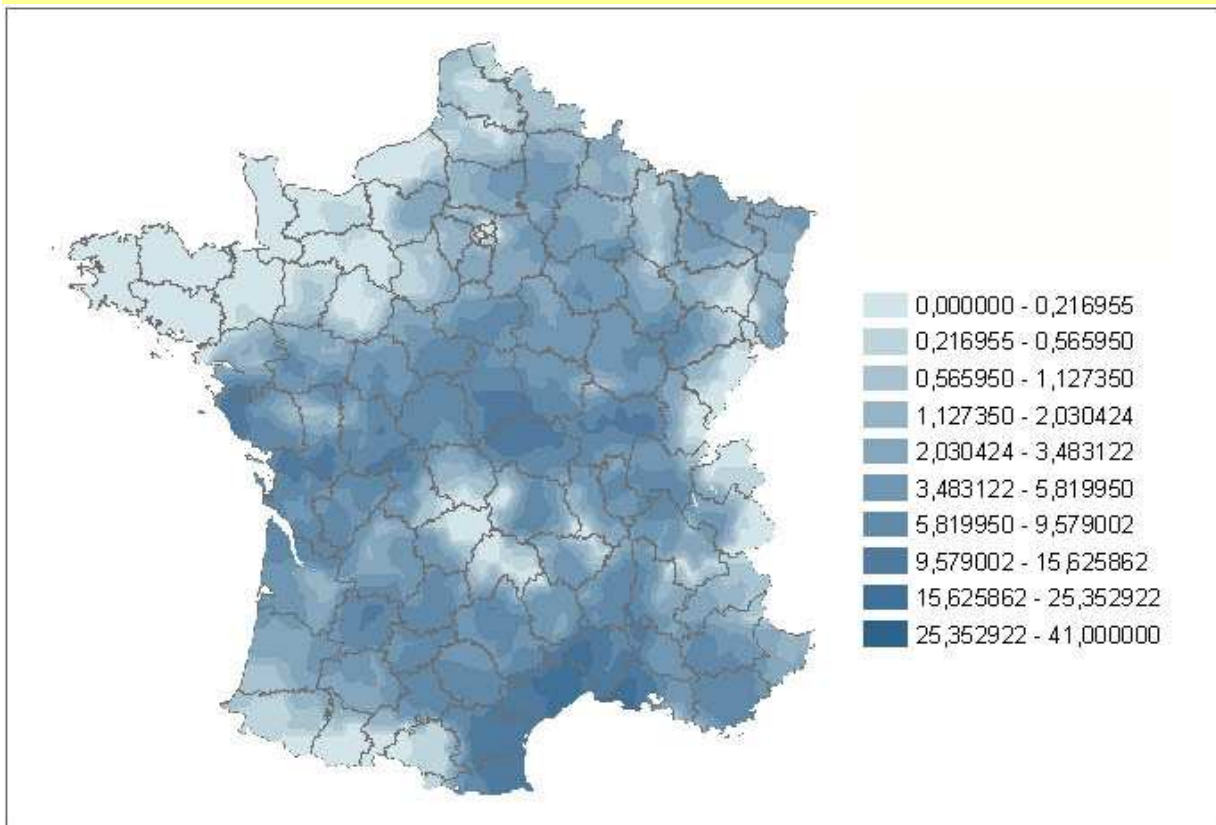 0,000000 - 0,216955
0,216955 - 0,565950
0,565950 - 1,127350
1,127350 - 2,030424
2,030424 - 3,483122
3,483122 - 5,819950
5,819950 - 9,579002
9,579002 - 15,625862
15,625862 - 25,352922
25,352922 - 41,000000